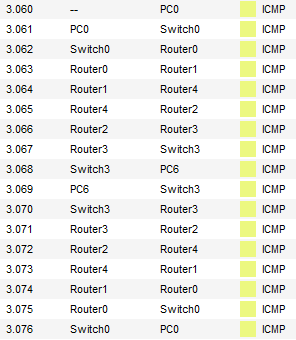 3.060 -- PC0 ICMP
3.061 PC0 Switch0 ICMP
3.062 Switch0 Router0 ICMP
3.063 Router0 Router1 ICMP
3.064 Router1 Router4 ICMP
3.065 Router4 Router2 ICMP
3.066 Router2 Router3 ICMP
3.067 Router3 Switch3 ICMP
3.068 Switch3 PC6 ICMP
3.069 PC6 Switch3 ICMP
3.070 Switch3 Router3 ICMP
3.071 Router3 Router2 ICMP
3.072 Router2 Router4 ICMP
3.073 Router4 Router1 ICMP
3.074 Router1 Router0 ICMP
3.075 Router0 Switch0 ICMP
3.076 Switch0 PC0 ICMP